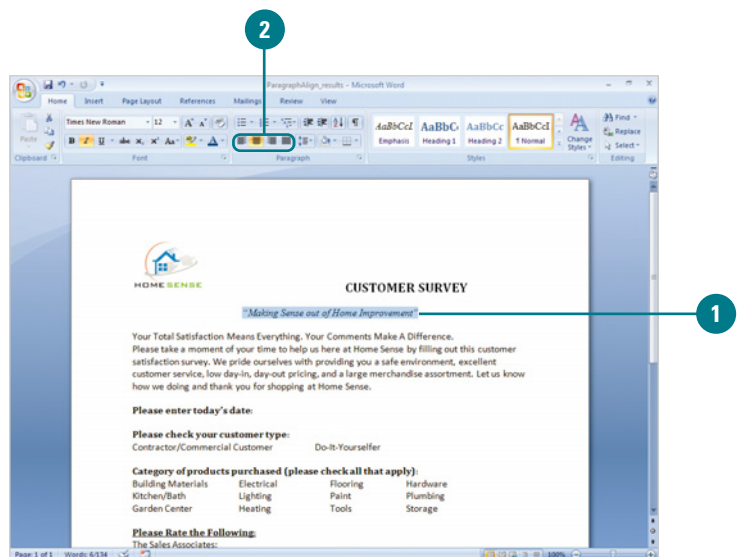 2
ParagraphAlign_results - Microsoft Word
Home Insert Page Layout References Mailings Review View
Times New Roman 12
AaBbCcI AaBbC AaBbCc AaBbCcI
Find
Replace
Select
Paste
B I U abe x, x' Aa A
Emphasis Heading 1 Heading 2 ¶ Normal
Change Styles
Clipboard Font Paragraph Styles Editing
HOMESENSE
CUSTOMER SURVEY
"Making Sense out of Home Improvement"
1
Your Total Satisfaction Means Everything. Your Comments Make A Difference.
Please take a moment of your time to help us here at Home Sense by filling out this customer
satisfaction survey. We pride ourselves with providing you a safe environment, excellent
customer service, low day-in, day-out pricing, and a large merchandise assortment. Let us know
how we doing and thank you for shopping at Home Sense.
Please enter today's date:
Please check your customer type:
Contractor/Commercial Customer Do-It-Yourselfer
Category of products purchased (please check all that apply):
Building Materials Electrical Flooring Hardware
Kitchen/Bath Lighting Paint Plumbing
Garden Center Heating Tools Storage
Please Rate the Following:
The Sales Associates:
Page: 1 of 1 Words: 6/134 100%